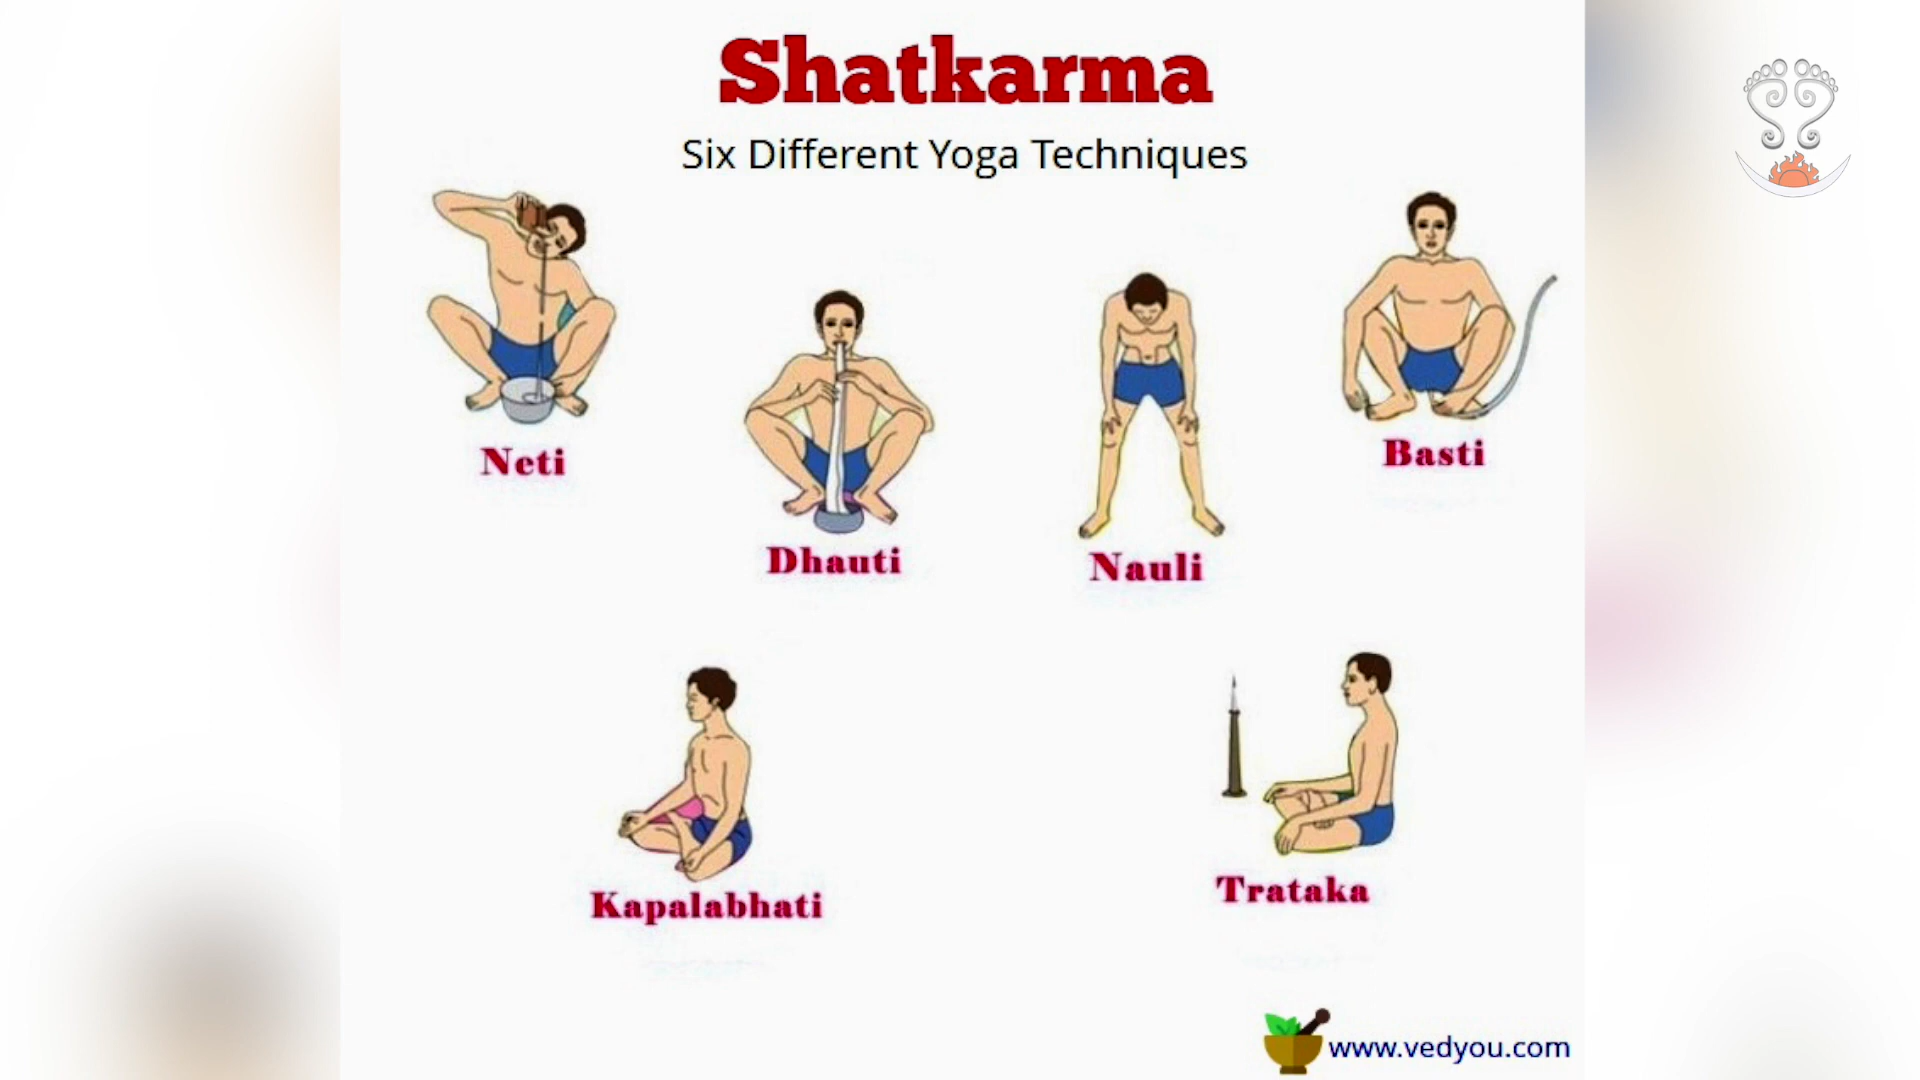 Shatkarma
Six Different Yoga Techniques
Neti
Dhauti
Nauli
Basti
Kapalabhati
Trataka
www.vedyou.com